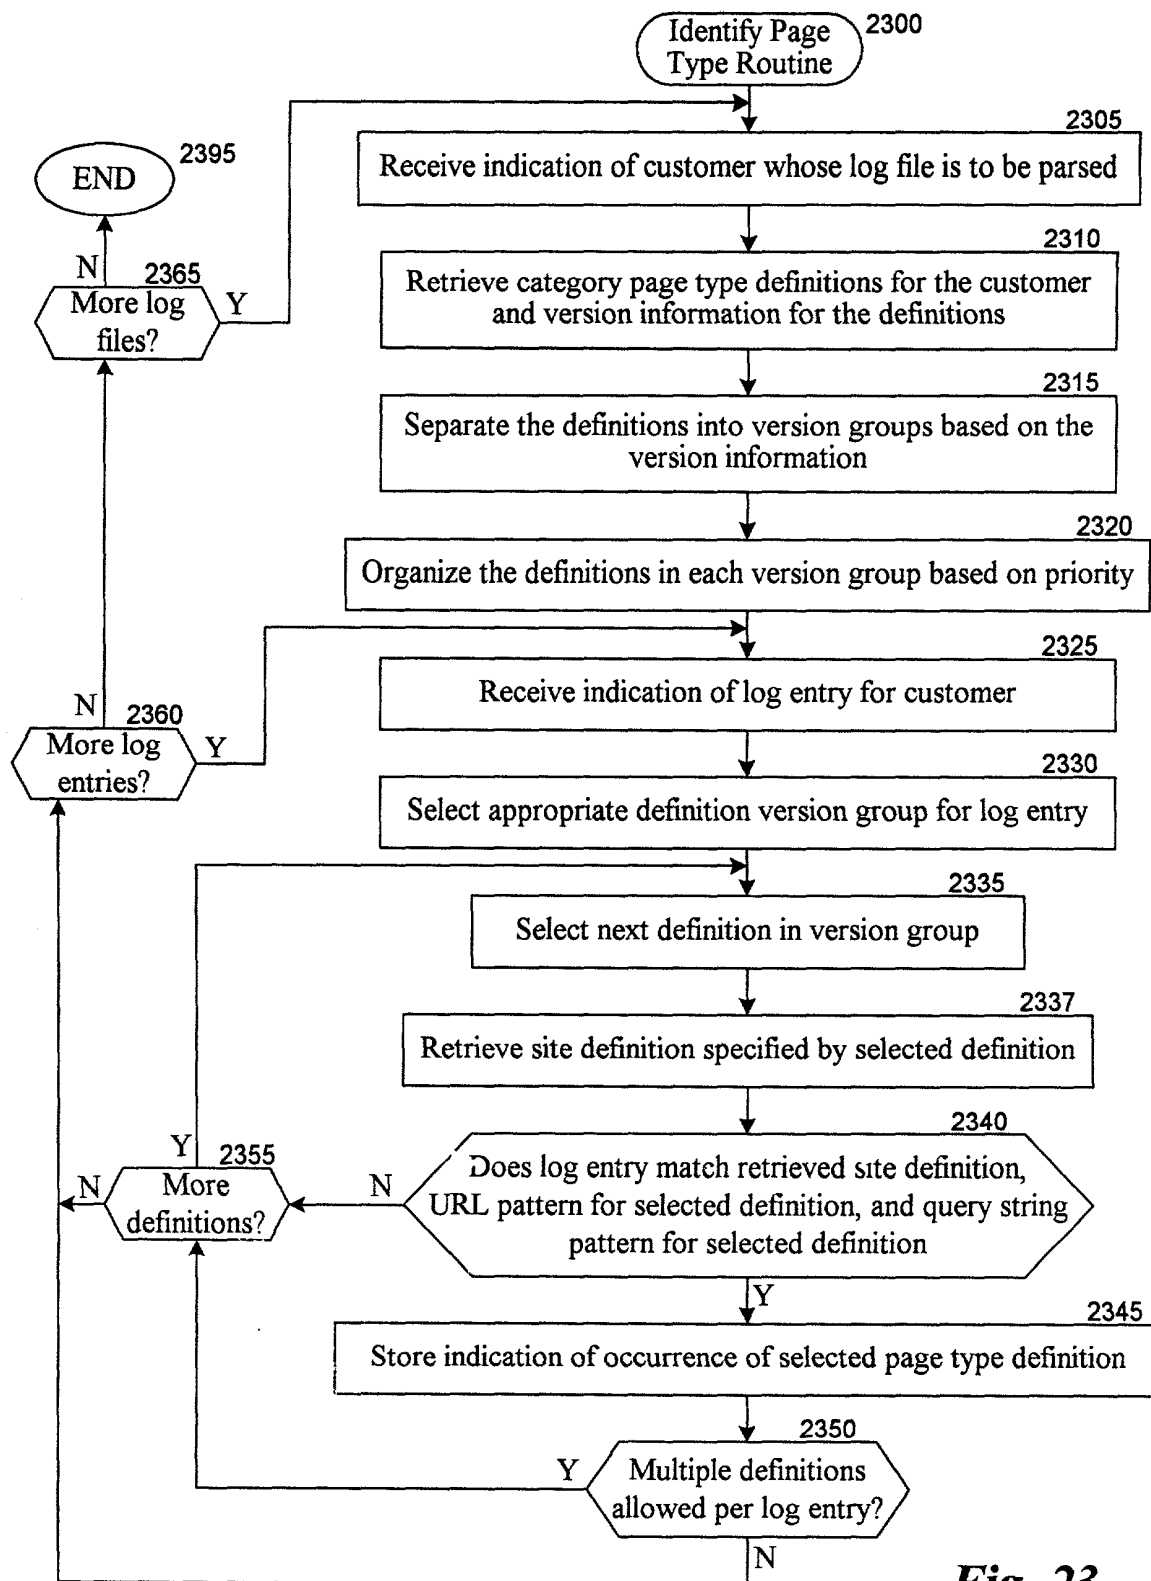 Identify Page
Type Routine
2300
2305
Receive indication of customer whose log file is to be parsed
END
2395
2310
Retrieve category page type definitions for the customer
and version information for the definitions
N
2365
More log
files?
Y
2315
Separate the definitions into version groups based on the
version information
2320
Organize the definitions in each version group based on priority
2325
Receive indication of log entry for customer
N
2360
More log
entries?
Y
2330
Select appropriate definition version group for log entry
2335
Select next definition in version group
2337
Retrieve site definition specified by selected definition
2340
Does log entry match retrieved site definition,
URL pattern for selected definition, and query string
pattern for selected definition
N
Y
2355
More
definitions?
N
Y
2345
Store indication of occurrence of selected page type definition
2350
Multiple definitions
allowed per log entry?
Y
N
Fig. 23